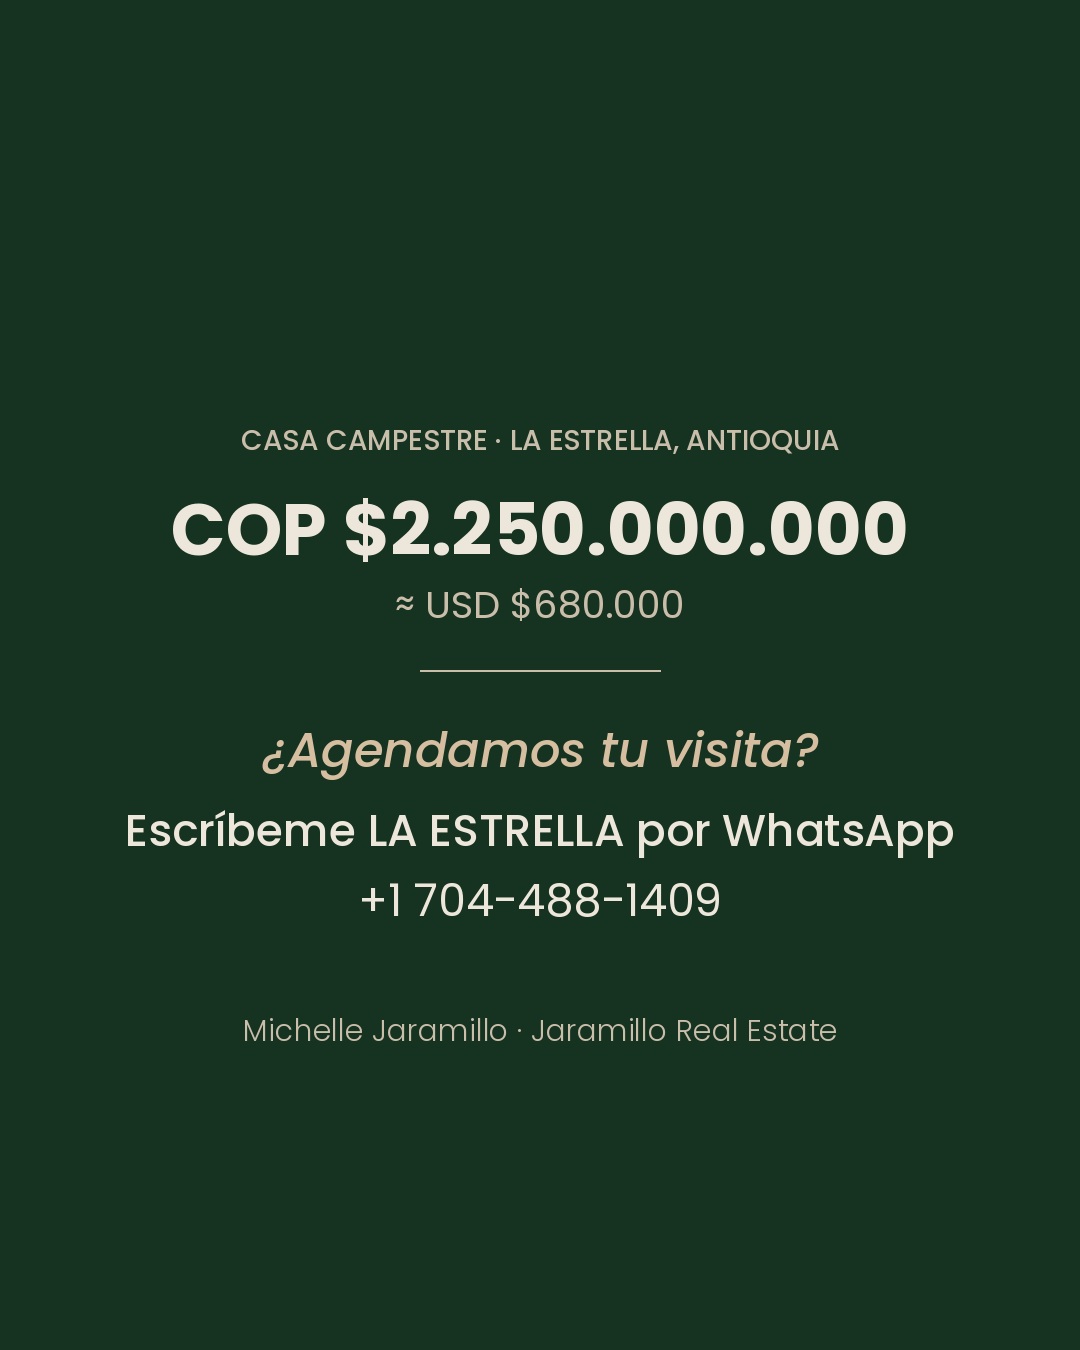 CASA CAMPESTRE · LA ESTRELLA, ANTIOQUIA
COP $2.250.000.000
≈ USD $680.000
¿Agendamos tu visita?
Escríbeme LA ESTRELLA por WhatsApp
+1 704-488-1409
Michelle Jaramillo · Jaramillo Real Estate